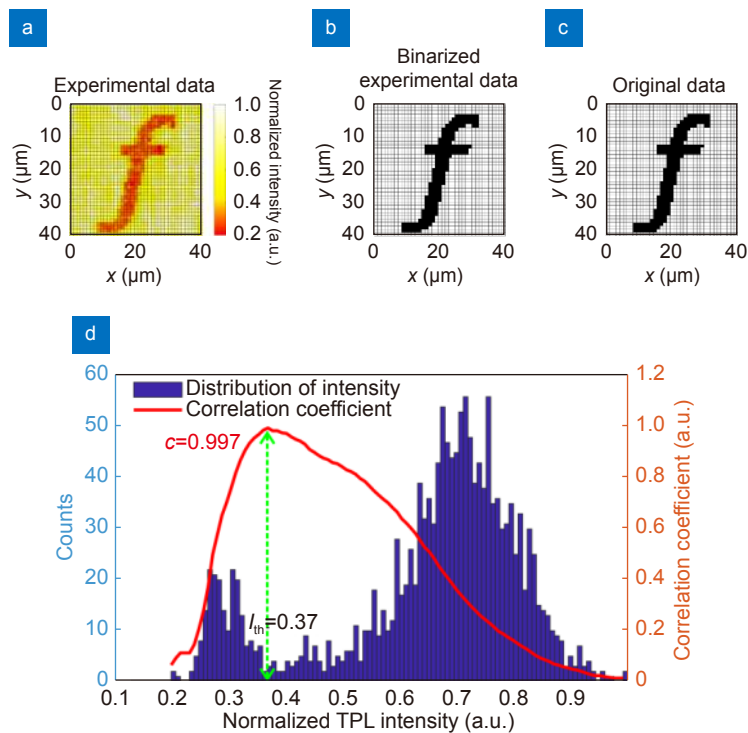 a
b
c
Experimental data
Binarized
experimental data
Original data
0
10
20
30
40
y (μm)
0 20 40
x (μm)
1.0
0.8
0.6
0.4
0.2
Normalized intensity (a.u.)
0
10
20
30
40
y (μm)
0 20 40
x (μm)
0
10
20
30
40
y (μm)
0 20 40
x (μm)
d
60
50
40
30
20
10
0
Counts
Distribution of intensity
Correlation coefficient
c=0.997
Ith=0.37
1.2
1.0
0.8
0.6
0.4
0.2
0
Correlation coefficient (a.u.)
0.1 0.2 0.3 0.4 0.5 0.6 0.7 0.8 0.9
Normalized TPL intensity (a.u.)